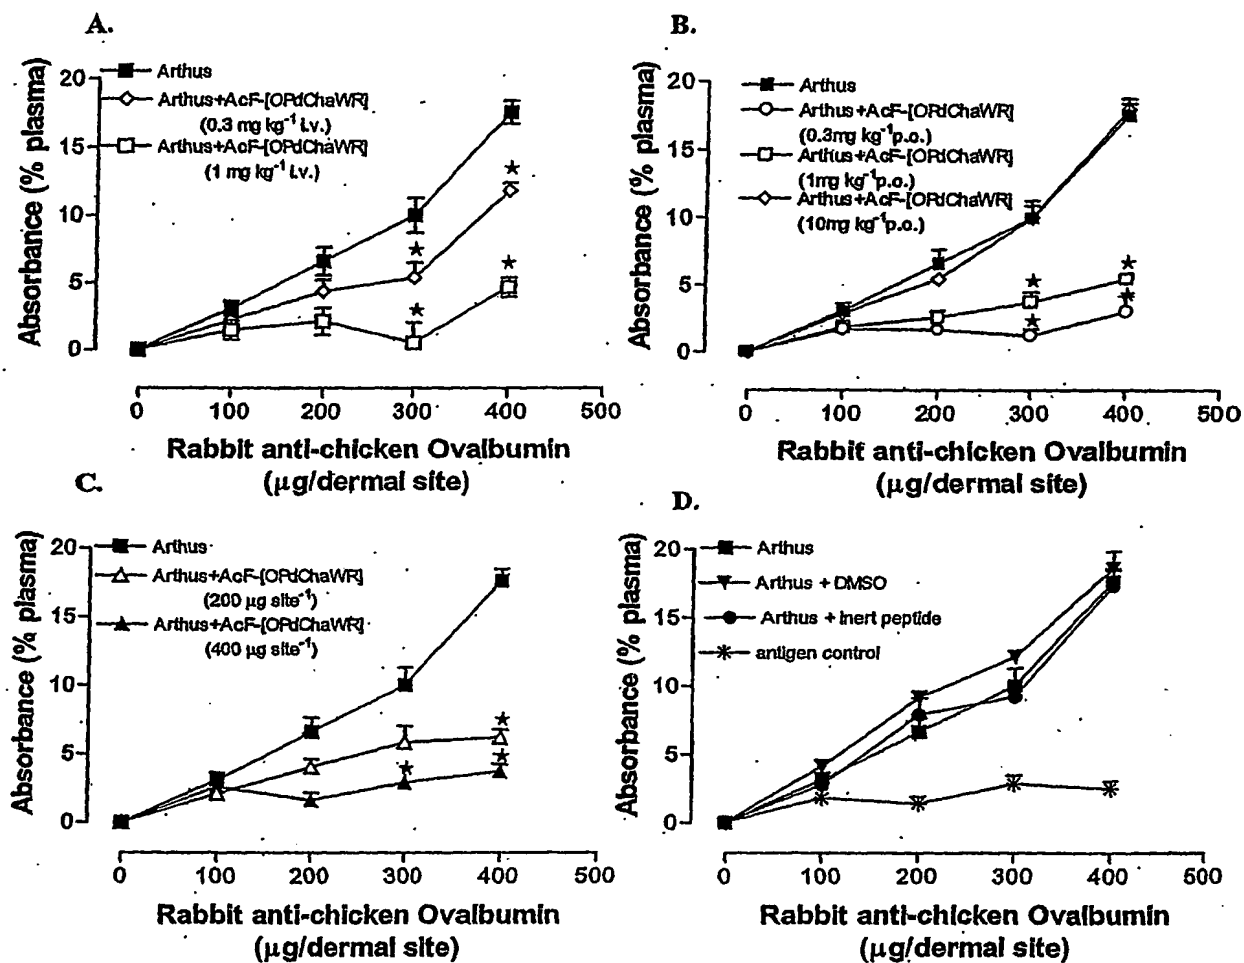 A.
20
15
10
5
0
Absorbance (% plasma)
Arthus
Arthus+AcF-[OPdChaWR]
(0.3 mg kg⁻¹ i.v.)
Arthus+AcF-[OPdChaWR]
(1 mg kg⁻¹ i.v.)
0 100 200 300 400 500
Rabbit anti-chicken Ovalbumin
(μg/dermal site)
B.
20
15
10
5
0
Absorbance (% plasma)
Arthus
Arthus+AcF-[OPdChaWR]
(0.3mg kg⁻¹p.o.)
Arthus+AcF-[OPdChaWR]
(1mg kg⁻¹p.o.)
Arthus+AcF-[OPdChaWR]
(10mg kg⁻¹p.o.)
0 100 200 300 400 500
Rabbit anti-chicken Ovalbumin
(μg/dermal site)
C.
20
15
10
5
0
Absorbance (% plasma)
Arthus
Arthus+AcF-[OPdChaWR]
(200 μg site⁻¹)
Arthus+AcF-[OPdChaWR]
(400 μg site⁻¹)
0 100 200 300 400 500
Rabbit anti-chicken Ovalbumin
(μg/dermal site)
D.
20
15
10
5
0
Absorbance (% plasma)
Arthus
Arthus + DMSO
Arthus + Inert peptide
antigen control
0 100 200 300 400 500
Rabbit anti-chicken Ovalbumin
(μg/dermal site)